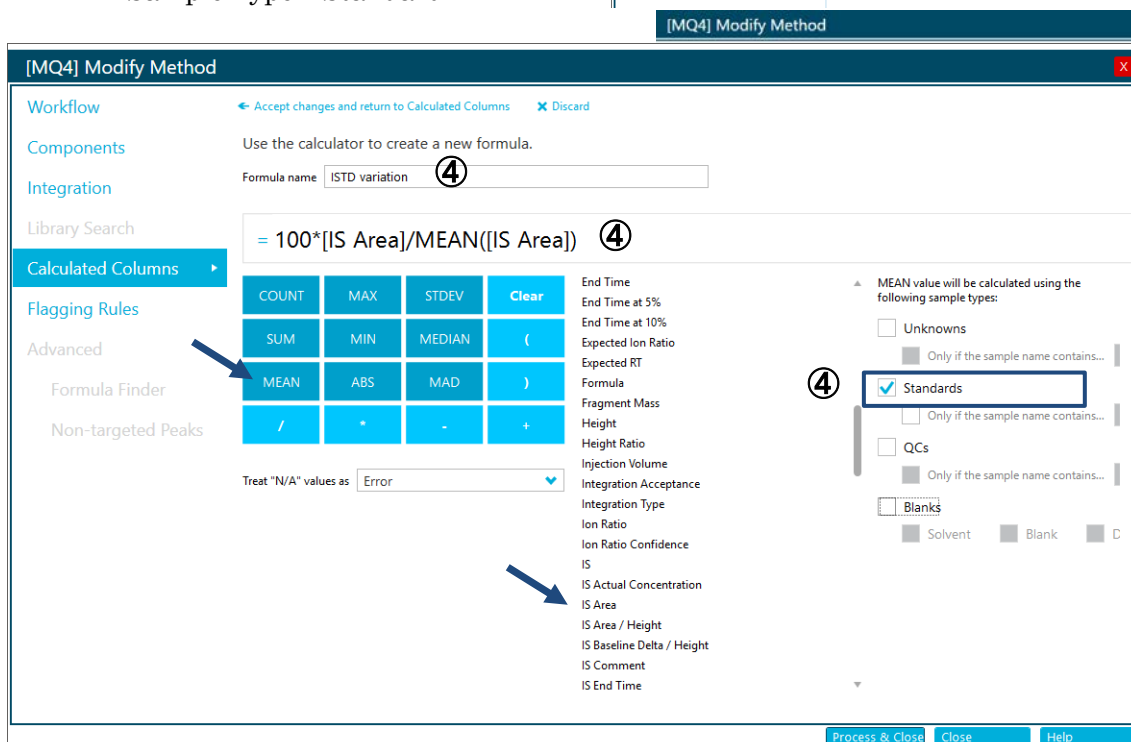 [MQ4] Modify Method
[MQ4] Modify Method
X
Workflow
Components
Integration
Library Search
Calculated Columns
Flagging Rules
Advanced
Formula Finder
Non-targeted Peaks
Accept changes and return to Calculated Columns
Discard
Use the calculator to create a new formula.
Formula name ISTD variation ④
= 100*[IS Area]/MEAN([IS Area]) ④
COUNT MAX STDEV Clear
SUM MIN MEDIAN (
MEAN ABS MAD )
/ * - +
Treat "N/A" values as Error
End Time
End Time at 5%
End Time at 10%
Expected Ion Ratio
Expected RT
Formula
Fragment Mass
Height
Height Ratio
Injection Volume
Integration Acceptance
Integration Type
Ion Ratio
Ion Ratio Confidence
IS
IS Actual Concentration
IS Area
IS Area / Height
IS Baseline Delta / Height
IS Comment
IS End Time
MEAN value will be calculated using the
following sample types:
Unknowns
Only if the sample name contains...
④ Standards
Only if the sample name contains...
QCs
Only if the sample name contains...
Blanks
Solvent Blank D
Process & Close Close Help